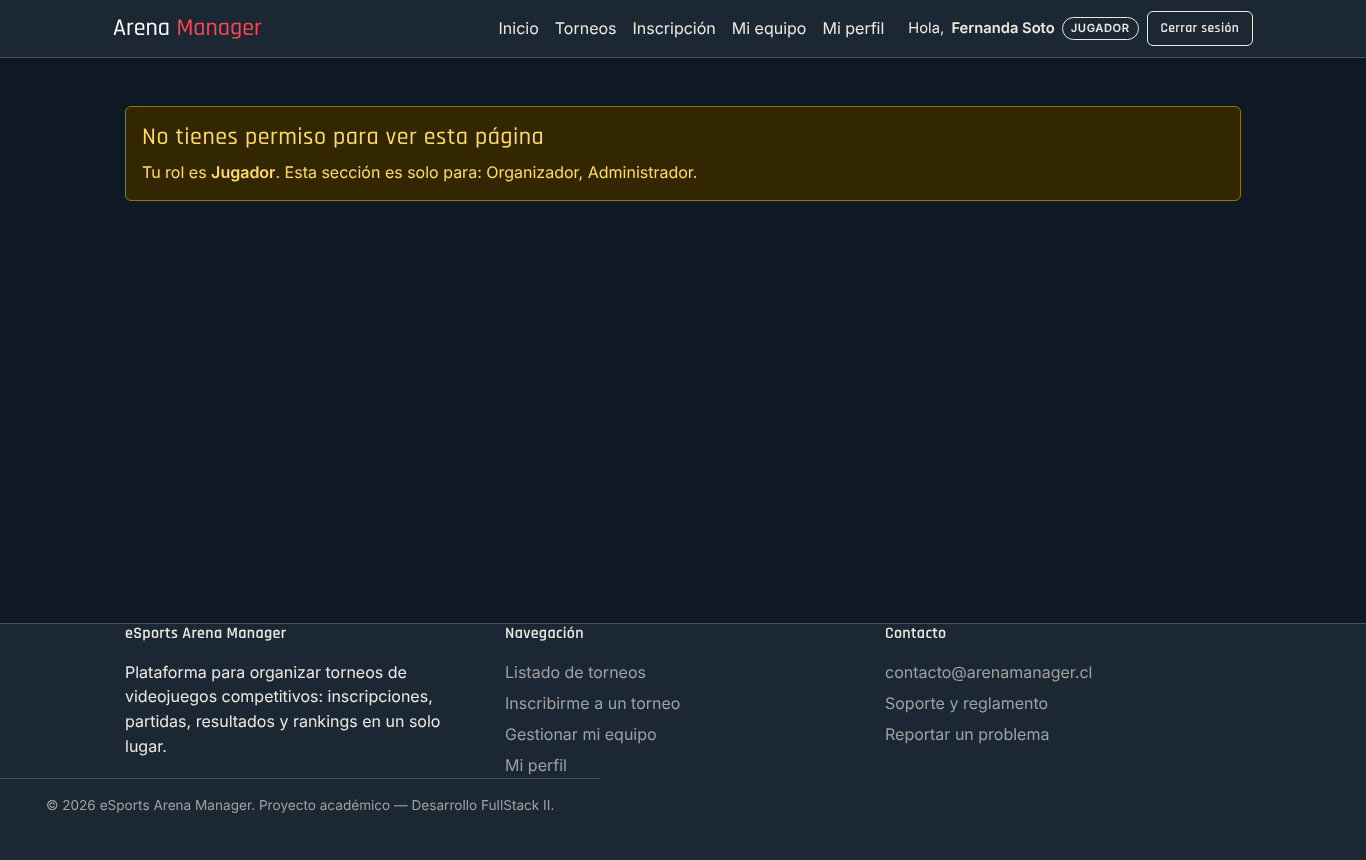 Arena Manager
Inicio Torneos Inscripción Mi equipo Mi perfil Hola, Fernanda Soto JUGADOR Cerrar sesión
No tienes permiso para ver esta página
Tu rol es Jugador. Esta sección es solo para: Organizador, Administrador.
eSports Arena Manager
Plataforma para organizar torneos de
videojuegos competitivos: inscripciones,
partidas, resultados y rankings en un solo
lugar.
Navegación
Listado de torneos
Inscribirme a un torneo
Gestionar mi equipo
Mi perfil
Contacto
contacto@arenamanager.cl
Soporte y reglamento
Reportar un problema
© 2026 eSports Arena Manager. Proyecto académico — Desarrollo FullStack II.